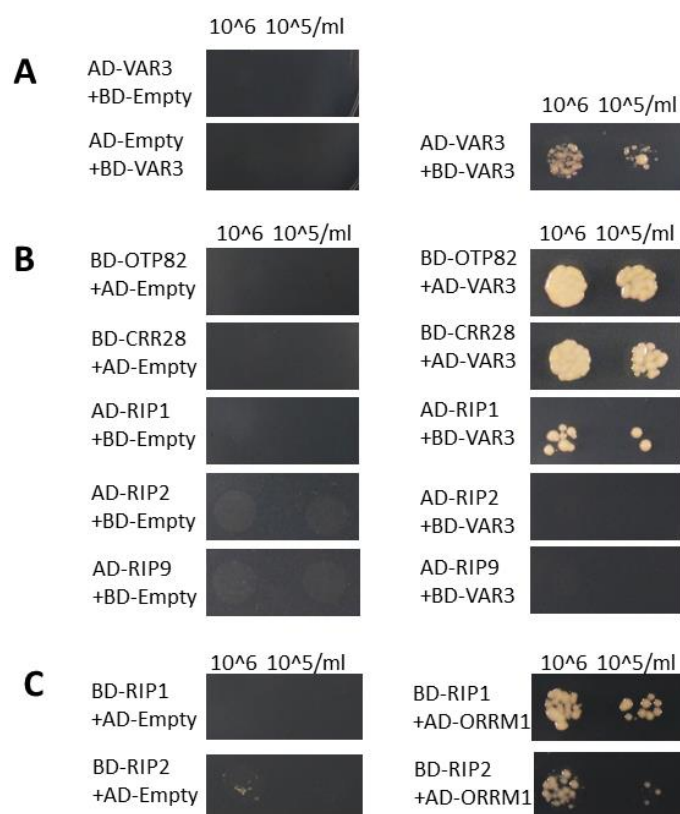 10^6 10^5/ml
A
AD-VAR3
+BD-Empty
AD-Empty
+BD-VAR3
10^6 10^5/ml
AD-VAR3
+BD-VAR3
10^6 10^5/ml
B
BD-OTP82
+AD-Empty
BD-CRR28
+AD-Empty
AD-RIP1
+BD-Empty
AD-RIP2
+BD-Empty
AD-RIP9
+BD-Empty
10^6 10^5/ml
BD-OTP82
+AD-VAR3
BD-CRR28
+AD-VAR3
AD-RIP1
+BD-VAR3
AD-RIP2
+BD-VAR3
AD-RIP9
+BD-VAR3
10^6 10^5/ml
C
BD-RIP1
+AD-Empty
BD-RIP2
+AD-Empty
10^6 10^5/ml
BD-RIP1
+AD-ORRM1
BD-RIP2
+AD-ORRM1